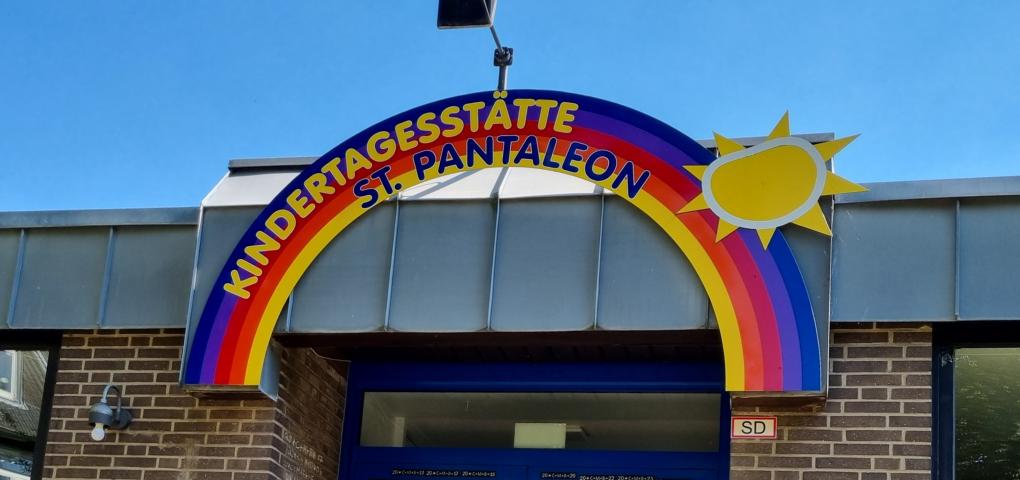 KINDERTAGESSTÄTTE
ST. PANTALEON
SD